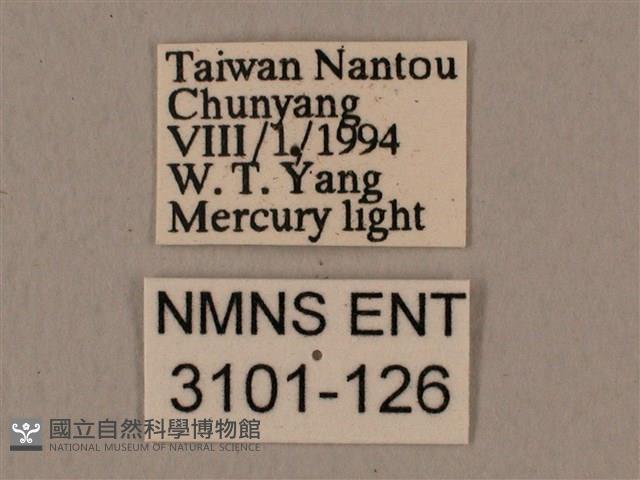 Taiwan Nantou
Chunyang
VIII/1/1994
W. T. Yang
Mercury light
NMNS ENT
3101-126
國立自然科學博物館
NATIONAL MUSEUM OF NATURAL SCIENCE